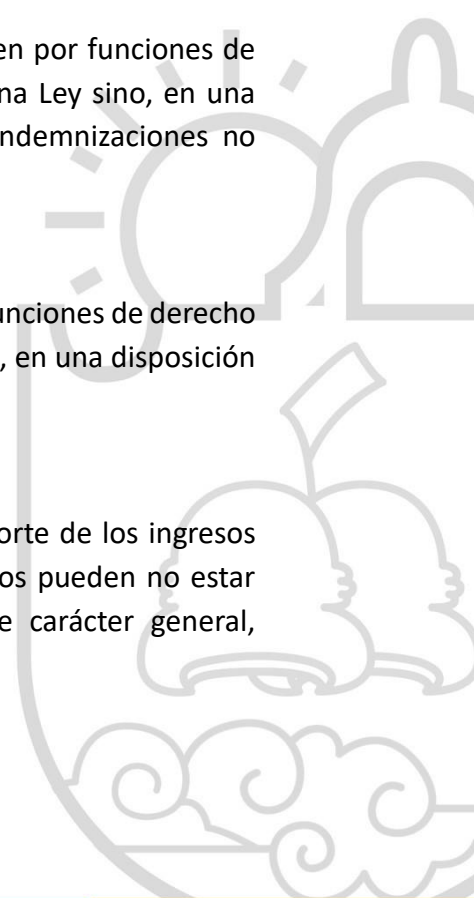 en por funciones de
na Ley sino, en una
ndemnizaciones no
unciones de derecho
, en una disposición
orte de los ingresos
os pueden no estar
e carácter general,